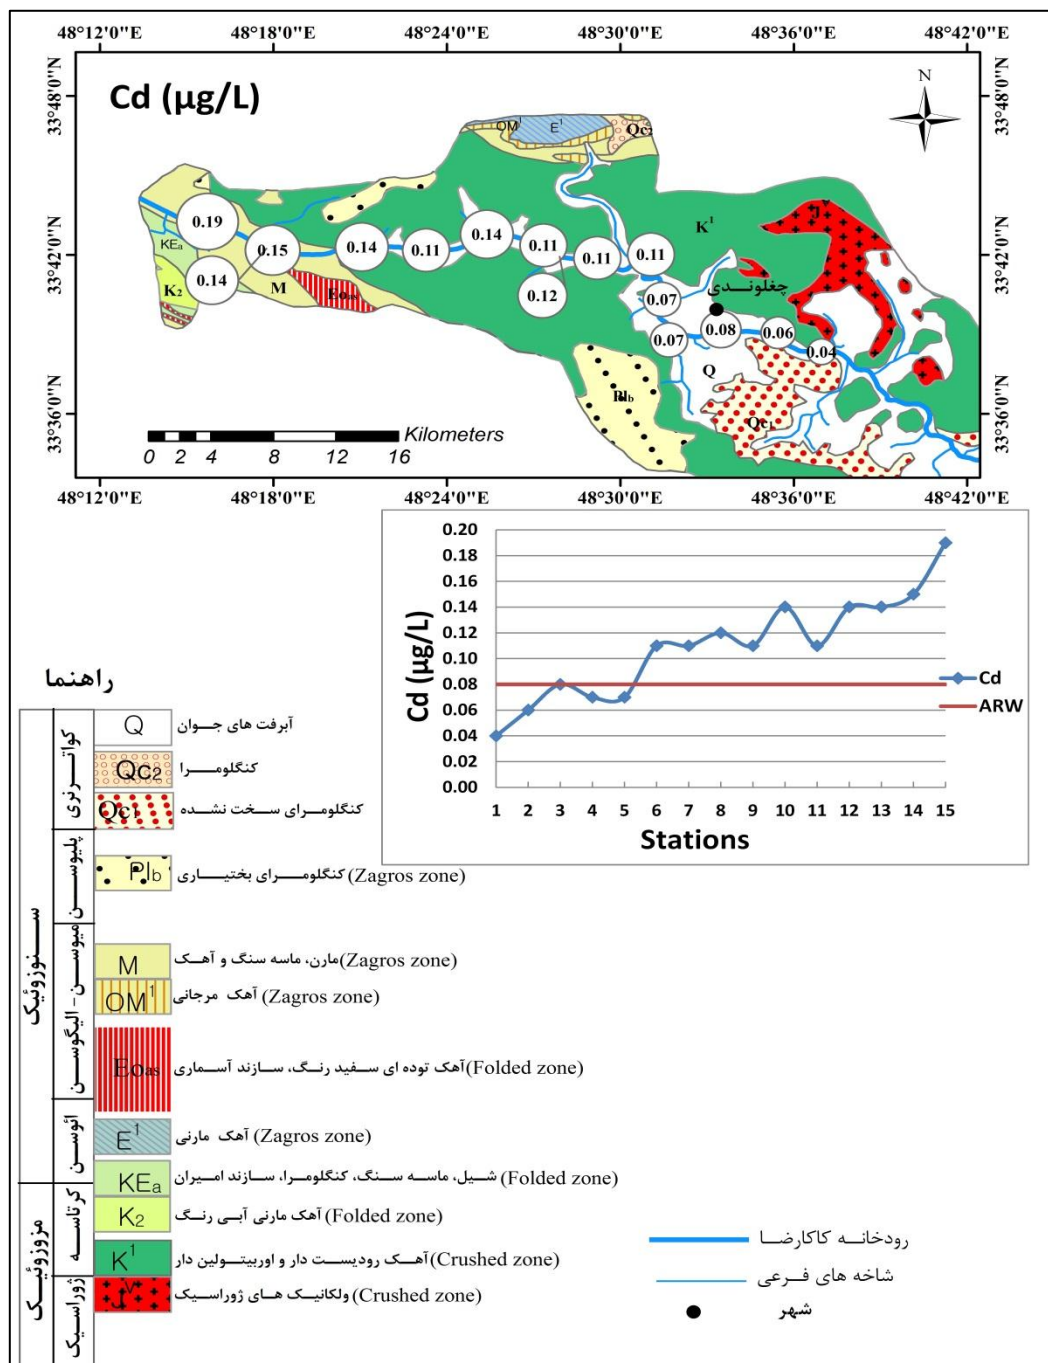 48°12'0"E 48°18'0"E 48°24'0"E 48°30'0"E 48°36'0"E 48°42'0"E
33°48'0"N
33°42'0"N
33°36'0"N
Cd (µg/L)
N
33°48'0"N
33°42'0"N
33°36'0"N
OM¹
E¹
Qc₂
J
K¹
KEa
K₂
M
Eoas
Plb
Q
Qc₁
چغلوندی
0.19
0.15
0.14
0.14
0.11
0.14
0.11
0.12
0.11
0.11
0.07
0.07
0.08
0.06
0.04
Kilometers
0 2 4 8 12 16
48°12'0"E 48°18'0"E 48°24'0"E 48°30'0"E 48°36'0"E 48°42'0"E
Cd (µg/L)
0.20
0.18
0.16
0.14
0.12
0.10
0.08
0.06
0.04
0.02
0.00
1 2 3 4 5 6 7 8 9 10 11 12 13 14 15
Stations
Cd
ARW
راهنما
سنوزوئیک
مزوزوئیک
کواترنری
پلیوسن
میوسن - الیگوسن
ائوسن
کرتاسه
ژوراسیک
Q آبرفت های جوان
Qc2 کنگلومرا
Qc1 کنگلومرای سخت نشده
Plb کنگلومرای بختیاری (Zagros zone)
M مارن، ماسه سنگ و آهک (Zagros zone)
OM¹ آهک مرجانی (Zagros zone)
Eoas آهک توده ای سفید رنگ، سازند آسماری (Folded zone)
E¹ آهک مارنی (Zagros zone)
KEa شیل، ماسه سنگ، کنگلومرا، سازند امیران (Folded zone)
K₂ آهک مارنی آبی رنگ (Folded zone)
K¹ آهک رودیست دار و اوربیتولین دار (Crushed zone)
Jv ولکانیک های ژوراسیک (Crushed zone)
رودخانه کاکارضا
شاخه های فرعی
شهر